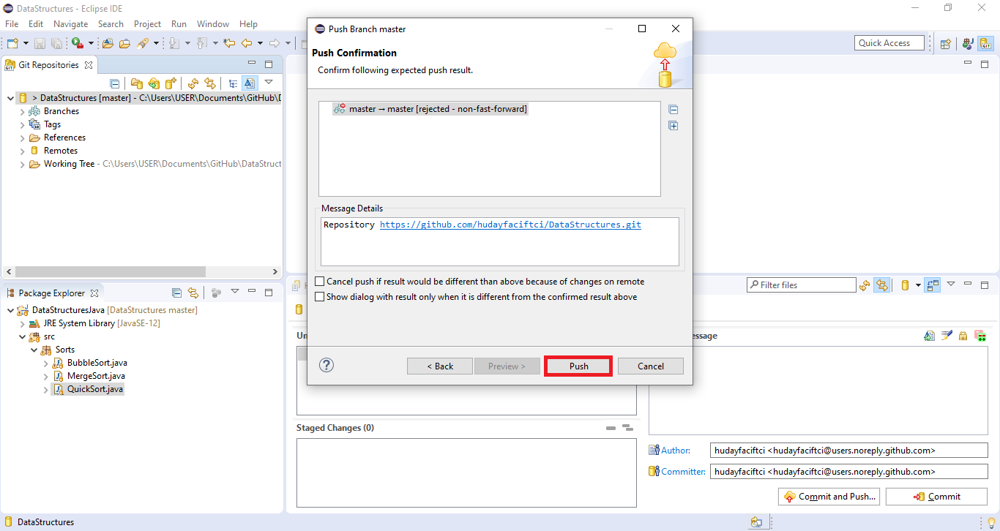 DataStructures - Eclipse IDE
File Edit Navigate Search Project Run Window Help
Quick Access
Git Repositories
> DataStructures [master] - C:\Users\USER\Documents\GitHub\D
Branches
Tags
References
Remotes
Working Tree - C:\Users\USER\Documents\GitHub\DataStruct
Package Explorer
DataStructuresJava [DataStructures master]
JRE System Library [JavaSE-12]
src
Sorts
BubbleSort.java
MergeSort.java
QuickSort.java
Push Branch master
Push Confirmation
Confirm following expected push result.
master → master [rejected - non-fast-forward]
Message Details
Repository https://github.com/hudayfaciftci/DataStructures.git
Cancel push if result would be different than above because of changes on remote
Show dialog with result only when it is different from the confirmed result above
< Back Preview > Push Cancel
Filter files
Un
essage
Staged Changes (0)
Author: hudayfaciftci <hudayfaciftci@users.noreply.github.com>
Committer: hudayfaciftci <hudayfaciftci@users.noreply.github.com>
Commit and Push... Commit
DataStructures